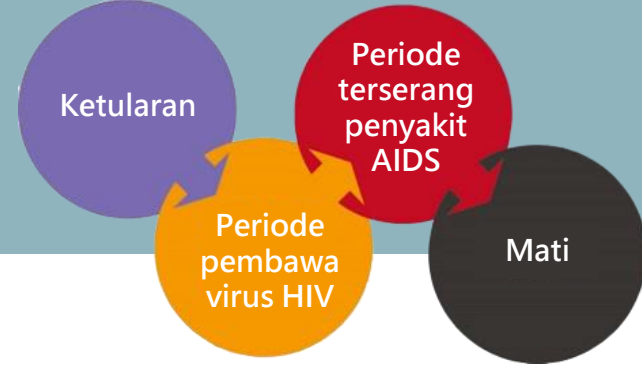 Ketularan
Periode
pembawa
virus HIV
Periode
terserang
penyakit
AIDS
Mati